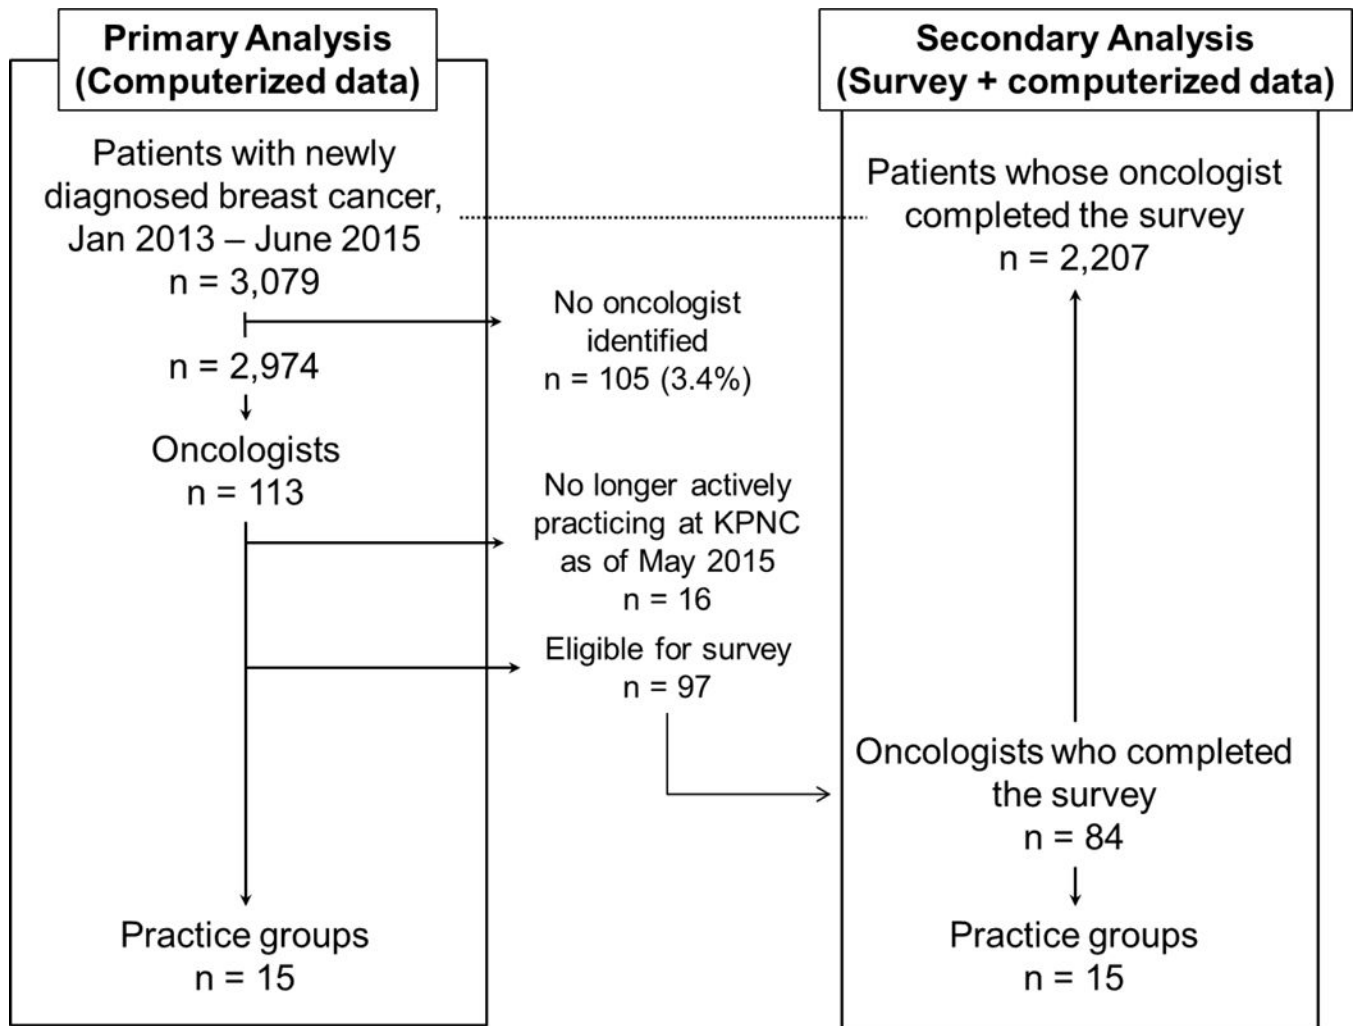 Primary Analysis
(Computerized data)
Patients with newly
diagnosed breast cancer,
Jan 2013 – June 2015
n = 3,079
n = 2,974
Oncologists
n = 113
Practice groups
n = 15
No oncologist
identified
n = 105 (3.4%)
No longer actively
practicing at KPNC
as of May 2015
n = 16
Eligible for survey
n = 97
Secondary Analysis
(Survey + computerized data)
Patients whose oncologist
completed the survey
n = 2,207
Oncologists who completed
the survey
n = 84
Practice groups
n = 15